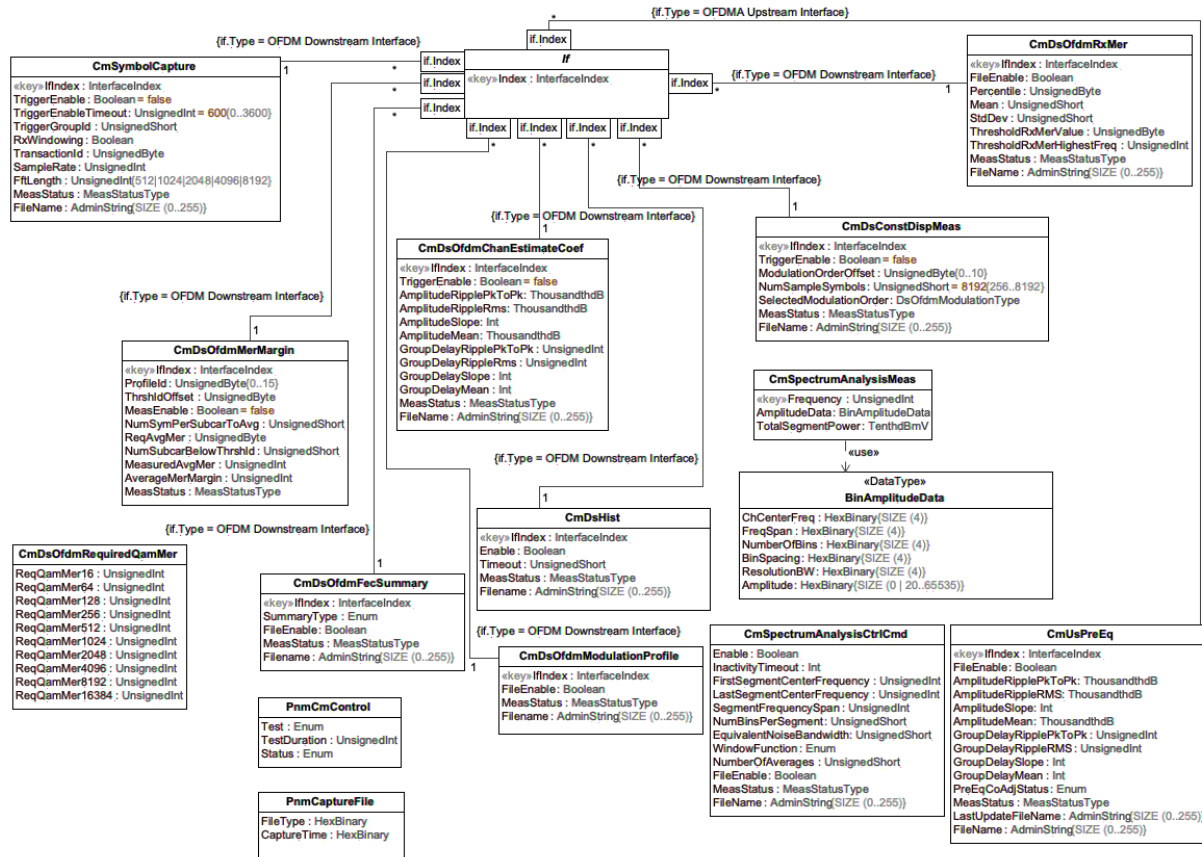 {if.Type = OFDMA Upstream Interface}
*
if.Index
{if.Type = OFDM Downstream Interface}
1
*
if.Index
*
if.Index
*
if.Index
If
«key»Index : InterfaceIndex
if.Index
*
{if.Type = OFDM Downstream Interface}
1
if.Index
if.Index
if.Index
if.Index
*
*
*
*
CmSymbolCapture
«key»IfIndex : InterfaceIndex
TriggerEnable : Boolean = false
TriggerEnableTimeout : UnsignedInt = 600{0..3600}
TriggerGroupId : UnsignedShort
RxWindowing : Boolean
TransactionId : UnsignedByte
SampleRate : UnsignedInt
FftLength : UnsignedInt{512|1024|2048|4096|8192}
MeasStatus : MeasStatusType
FileName : AdminString{SIZE (0..255)}
CmDsOfdmRxMer
«key»IfIndex : InterfaceIndex
FileEnable : Boolean
Percentile : UnsignedByte
Mean : UnsignedShort
StdDev : UnsignedShort
ThresholdRxMerValue : UnsignedByte
ThresholdRxMerHighestFreq : UnsignedInt
MeasStatus : MeasStatusType
FileName : AdminString{SIZE (0..255)}
{if.Type = OFDM Downstream Interface}
1
{if.Type = OFDM Downstream Interface}
1
CmDsOfdmChanEstimateCoef
«key»IfIndex : InterfaceIndex
TriggerEnable : Boolean = false
AmplitudeRipplePkToPk : ThousandthdB
AmplitudeRippleRms : ThousandthdB
AmplitudeSlope : Int
AmplitudeMean : ThousandthdB
GroupDelayRipplePkToPk : UnsignedInt
GroupDelayRippleRms : UnsignedInt
GroupDelaySlope : Int
GroupDelayMean : Int
MeasStatus : MeasStatusType
FileName : AdminString{SIZE (0..255)}
CmDsConstDispMeas
«key»IfIndex : InterfaceIndex
TriggerEnable : Boolean = false
ModulationOrderOffset : UnsignedByte{0..10}
NumSampleSymbols : UnsignedShort = 8192{256..8192}
SelectedModulationOrder : DsOfdmModulationType
MeasStatus : MeasStatusType
FileName : AdminString{SIZE (0..255)}
{if.Type = OFDM Downstream Interface}
1
CmDsOfdmMerMargin
«key»IfIndex : InterfaceIndex
ProfileId : UnsignedByte{0..15}
ThrshldOffset : UnsignedByte
MeasEnable : Boolean = false
NumSymPerSubcarToAvg : UnsignedShort
ReqAvgMer : UnsignedByte
NumSubcarBelowThrshld : UnsignedShort
MeasuredAvgMer : UnsignedInt
AverageMerMargin : UnsignedInt
MeasStatus : MeasStatusType
CmSpectrumAnalysisMeas
«key»Frequency : UnsignedInt
AmplitudeData : BinAmplitudeData
TotalSegmentPower : TenthdBmV
«use»
{if.Type = OFDM Downstream Interface}
1
«DataType»
BinAmplitudeData
ChCenterFreq : HexBinary{SIZE (4)}
FreqSpan : HexBinary{SIZE (4)}
NumberOfBins : HexBinary{SIZE (4)}
BinSpacing : HexBinary{SIZE (4)}
ResolutionBW : HexBinary{SIZE (4)}
Amplitude : HexBinary{SIZE (0 | 20..65535)}
{if.Type = OFDM Downstream Interface}
1
CmDsHist
«key»IfIndex : InterfaceIndex
Enable : Boolean
Timeout : UnsignedShort
MeasStatus : MeasStatusType
Filename : AdminString{SIZE (0..255)}
CmDsOfdmRequiredQamMer
ReqQamMer16 : UnsignedInt
ReqQamMer64 : UnsignedInt
ReqQamMer128 : UnsignedInt
ReqQamMer256 : UnsignedInt
ReqQamMer512 : UnsignedInt
ReqQamMer1024 : UnsignedInt
ReqQamMer2048 : UnsignedInt
ReqQamMer4096 : UnsignedInt
ReqQamMer8192 : UnsignedInt
ReqQamMer16384 : UnsignedInt
CmDsOfdmFecSummary
«key»IfIndex : InterfaceIndex
SummaryType : Enum
FileEnable : Boolean
MeasStatus : MeasStatusType
Filename : AdminString{SIZE (0..255)}
{if.Type = OFDM Downstream Interface}
1
CmDsOfdmModulationProfile
«key»IfIndex : InterfaceIndex
FileEnable : Boolean
MeasStatus : MeasStatusType
Filename : AdminString{SIZE (0..255)}
CmSpectrumAnalysisCtrlCmd
Enable : Boolean
InactivityTimeout : Int
FirstSegmentCenterFrequency : UnsignedInt
LastSegmentCenterFrequency : UnsignedInt
SegmentFrequencySpan : UnsignedInt
NumBinsPerSegment : UnsignedShort
EquivalentNoiseBandwidth : UnsignedShort
WindowFunction : Enum
NumberOfAverages : UnsignedShort
FileEnable : Boolean
MeasStatus : MeasStatusType
FileName : AdminString{SIZE (0..255)}
1
CmUsPreEq
«key»IfIndex : InterfaceIndex
FileEnable : Boolean
AmplitudeRipplePkToPk : ThousandthdB
AmplitudeRippleRMS : ThousandthdB
AmplitudeSlope : Int
AmplitudeMean : ThousandthdB
GroupDelayRipplePkToPk : UnsignedInt
GroupDelayRippleRMS : UnsignedInt
GroupDelaySlope : Int
GroupDelayMean : Int
PreEqCoAdjStatus : Enum
MeasStatus : MeasStatusType
LastUpdateFileName : AdminString{SIZE (0..255)}
FileName : AdminString{SIZE (0..255)}
PnmCmControl
Test : Enum
TestDuration : UnsignedInt
Status : Enum
PnmCaptureFile
FileType : HexBinary
CaptureTime : HexBinary